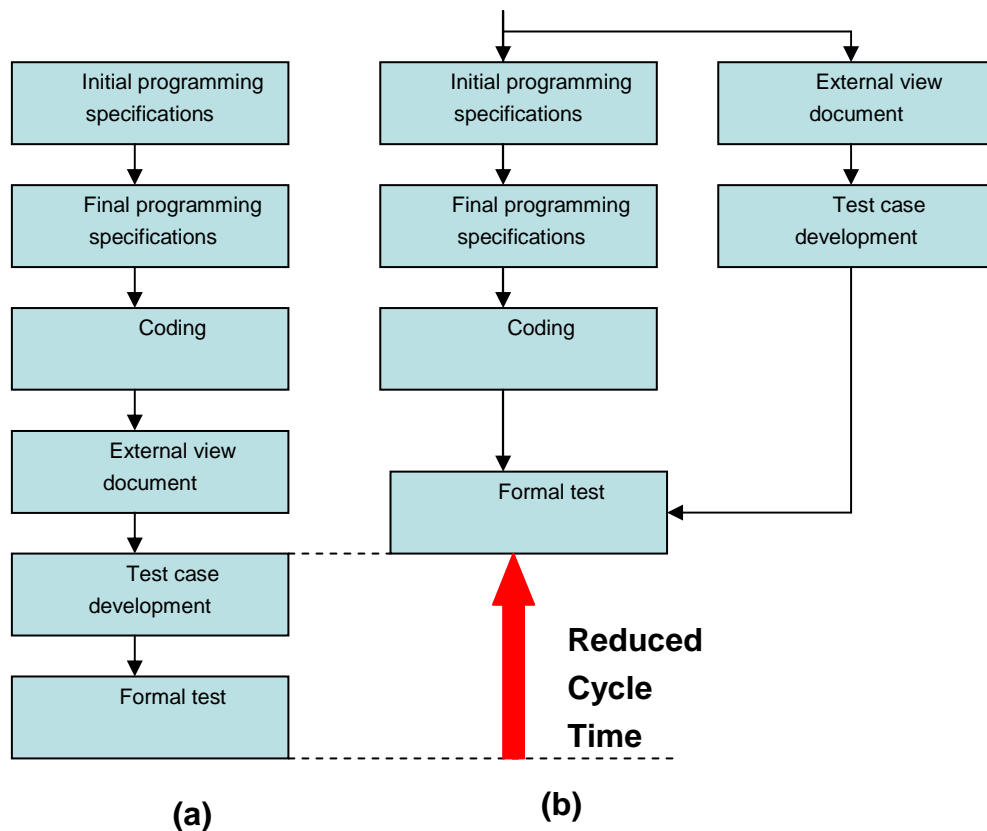 Initial programming
specifications
Final programming
specifications
Coding
External view
document
Test case
development
Formal test
(a)
Initial programming
specifications
Final programming
specifications
Coding
Formal test
External view
document
Test case
development
Reduced
Cycle
Time
(b)